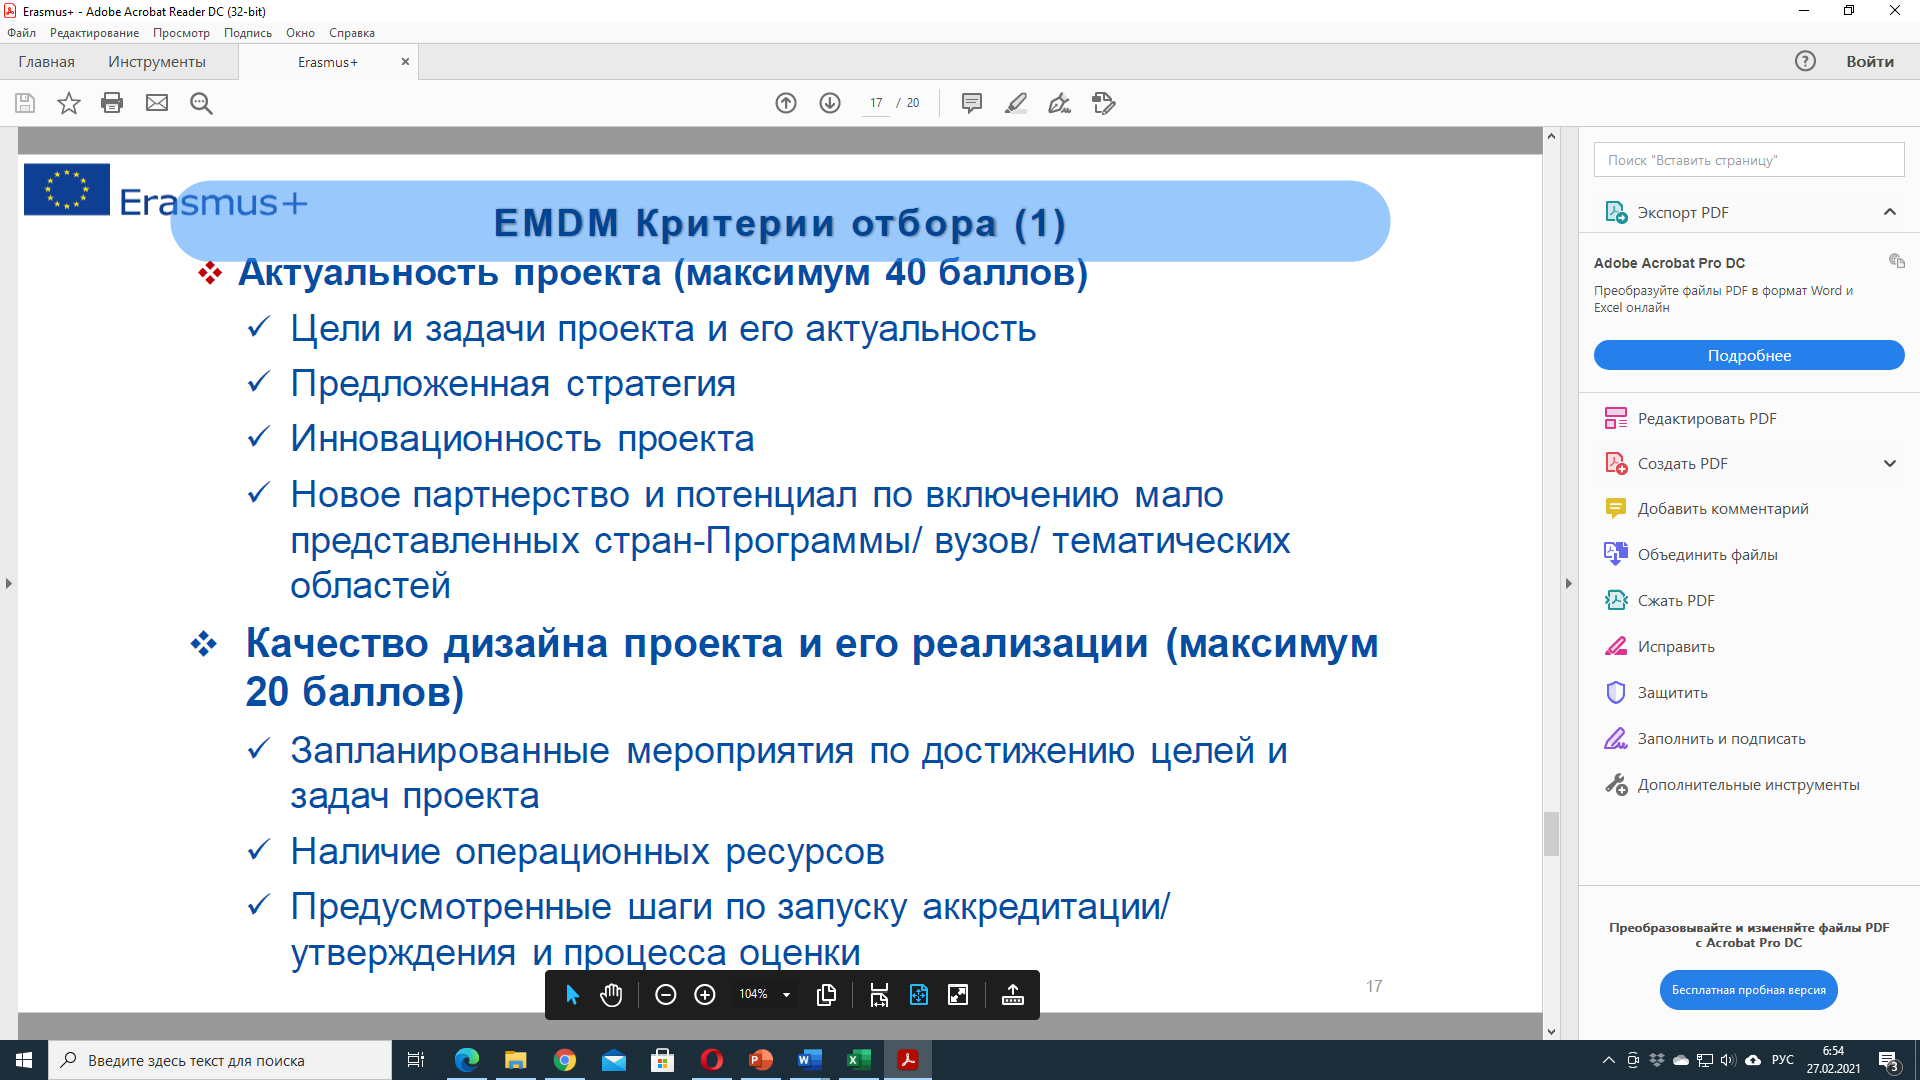 Erasmus+ - Adobe Acrobat Reader DC (32-bit)
Файл Редактирование Просмотр Подпись Окно Справка
Главная Инструменты Erasmus+ Войти
17 / 20
Erasmus+
EMDM Критерии отбора (1)
Актуальность проекта (максимум 40 баллов)
Цели и задачи проекта и его актуальность
Предложенная стратегия
Инновационность проекта
Новое партнерство и потенциал по включению мало
представленных стран-Программы/ вузов/ тематических
областей
Качество дизайна проекта и его реализации (максимум
20 баллов)
Запланированные мероприятия по достижению целей и
задач проекта
Наличие операционных ресурсов
Предусмотренные шаги по запуску аккредитации/
утверждения и процесса оценки
17
104%
Поиск "Вставить страницу"
Экспорт PDF
Adobe Acrobat Pro DC
Преобразуйте файлы PDF в формат Word и
Excel онлайн
Подробнее
Редактировать PDF
Создать PDF
Добавить комментарий
Объединить файлы
Сжать PDF
Исправить
Защитить
Заполнить и подписать
Дополнительные инструменты
Преобразовывайте и изменяйте файлы PDF
с Acrobat Pro DC
Бесплатная пробная версия
Введите здесь текст для поиска
РУС
6:54
27.02.2021
3